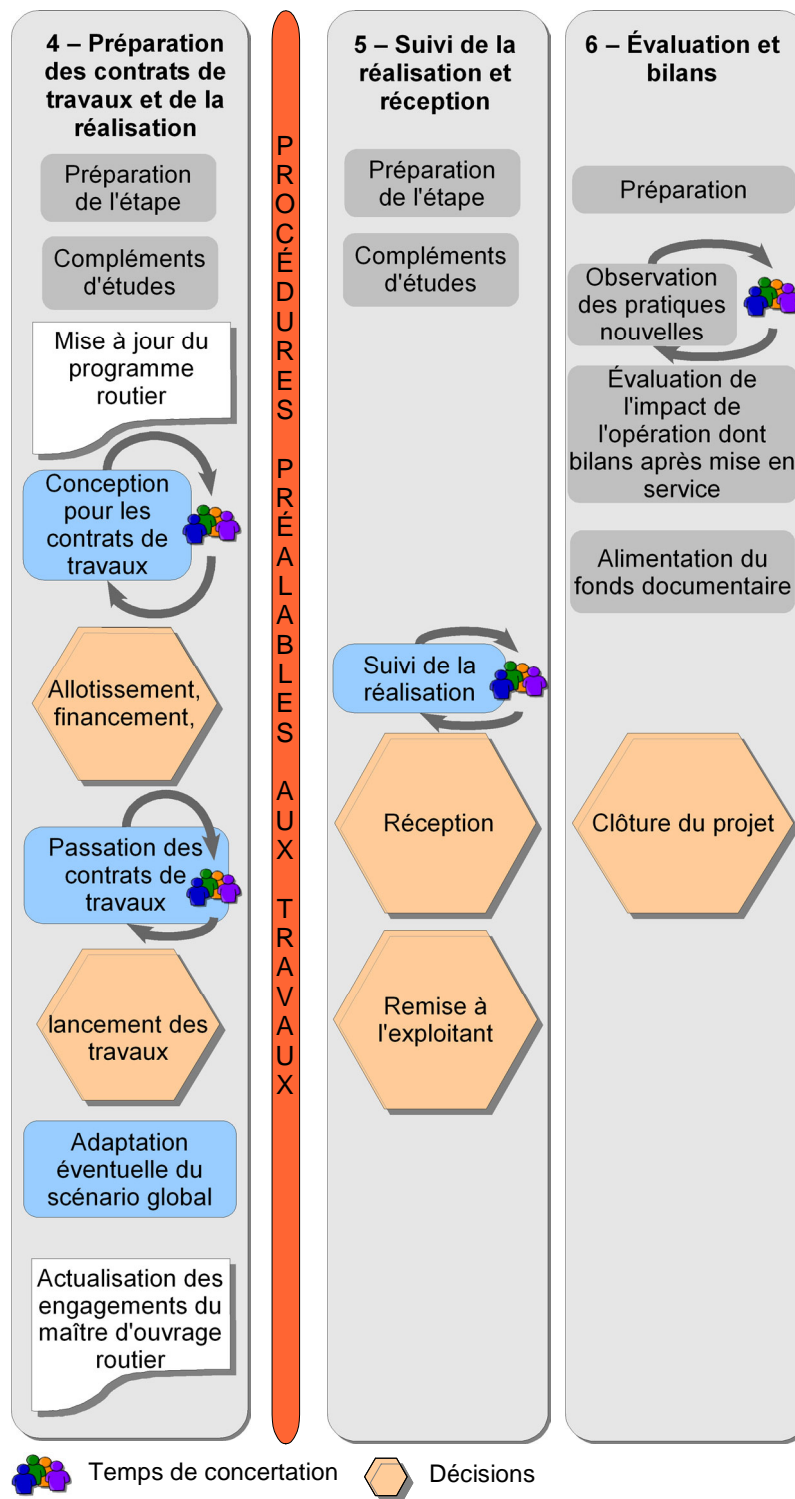 4 – Préparation
des contrats de
travaux et de la
réalisation
Préparation
de l'étape
Compléments
d'études
Mise à jour du
programme
routier
Conception
pour les
contrats de
travaux
Allotissement,
financement,
Passation des
contrats de
travaux
lancement des
travaux
Adaptation
éventuelle du
scénario global
Actualisation des
engagements du
maître d'ouvrage
routier
PROCÉDURES PRÉALABLES AUX TRAVAUX
5 – Suivi de la
réalisation et
réception
Préparation
de l'étape
Compléments
d'études
Suivi de la
réalisation
Réception
Remise à
l'exploitant
6 – Évaluation et
bilans
Préparation
Observation
des pratiques
nouvelles
Évaluation de
l'impact de
l'opération dont
bilans après mise en
service
Alimentation du
fonds documentaire
Clôture du projet
Temps de concertation
Décisions